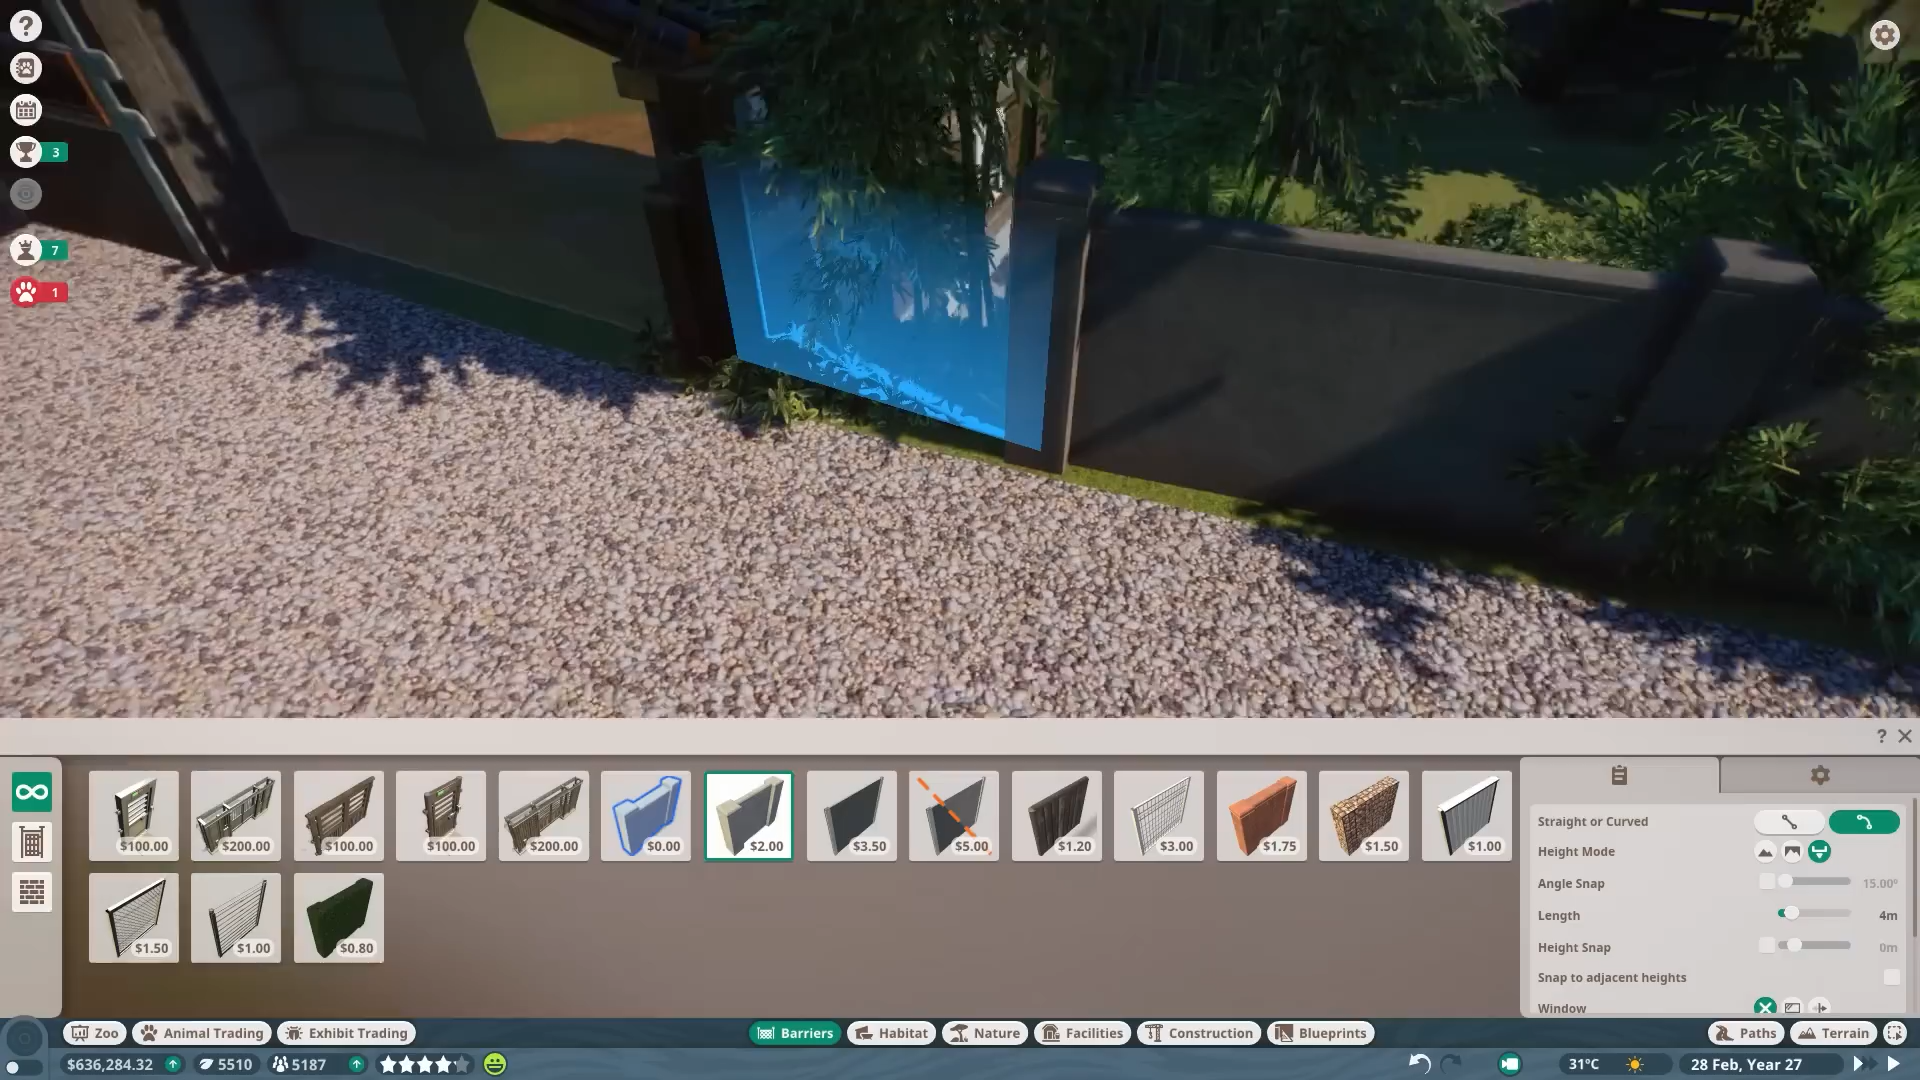 ?
3
7
1
?
$100.00
$200.00
$100.00
$100.00
$200.00
$0.00
$2.00
$3.50
$5.00
$1.20
$3.00
$1.75
$1.50
$1.00
$1.50
$1.00
$0.80
Straight or Curved
Height Mode
Angle Snap 15.00°
Length 4m
Height Snap 0m
Snap to adjacent heights
Window
Zoo Animal Trading Exhibit Trading Barriers Habitat Nature Facilities Construction Blueprints Paths Terrain
$636,284.32 5510 5187 31°C 28 Feb, Year 27